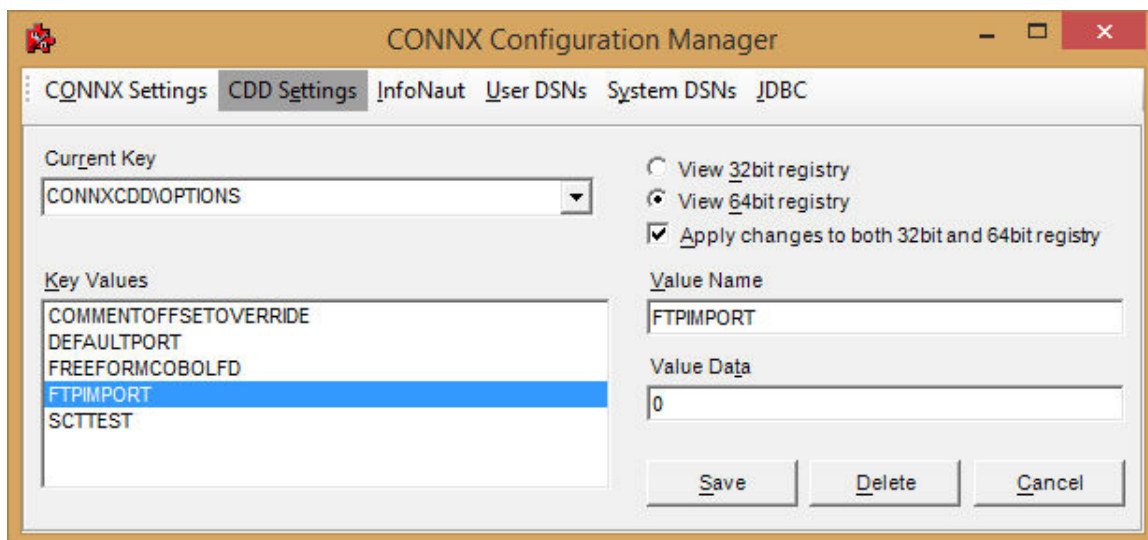 CONNX Configuration Manager
CONNX Settings CDD Settings InfoNaut User DSNs System DSNs JDBC
Current Key
CONNXCDD\OPTIONS
View 32bit registry
View 64bit registry
Apply changes to both 32bit and 64bit registry
Key Values
COMMENTOFFSETOVERRIDE
DEFAULTPORT
FREEFORMCOBOLFD
FTPIMPORT
SCTTEST
Value Name
FTPIMPORT
Value Data
0
Save Delete Cancel